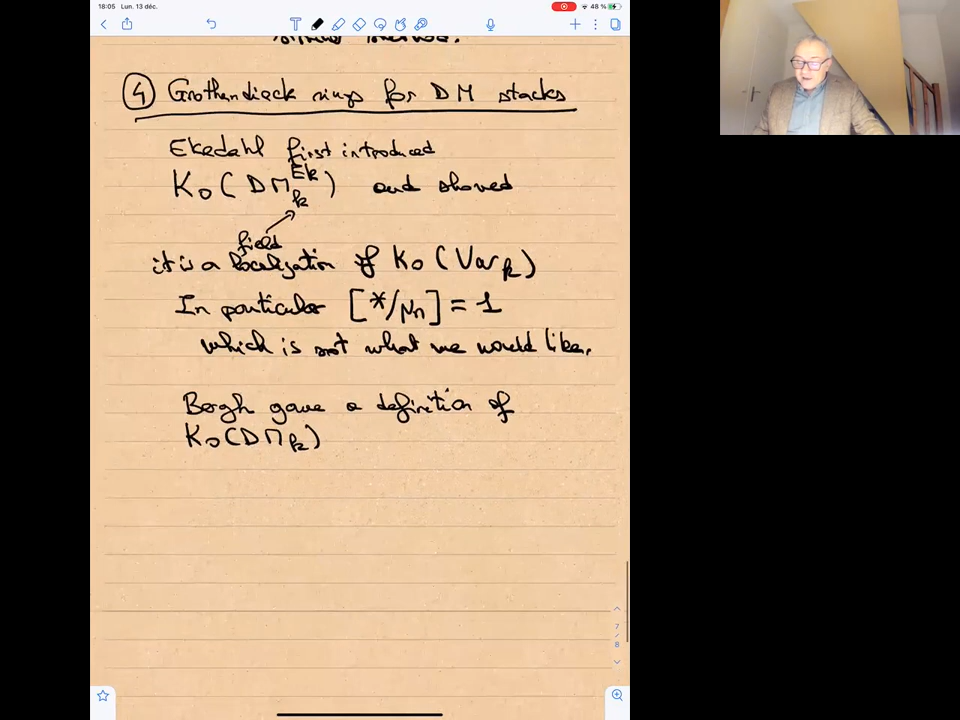 18:05 Lun. 13 déc.
48 %
④ Grothendieck rings for DM stacks
Ekedahl first introduced
K₀(DM_k^{Ek}) and showed
field
it is a localization of K₀(Var_k)
In particular [*/μₙ] = 1
which is not what we would like.
Bergh gave a definition of
K₀(DM_k)
7
/
8